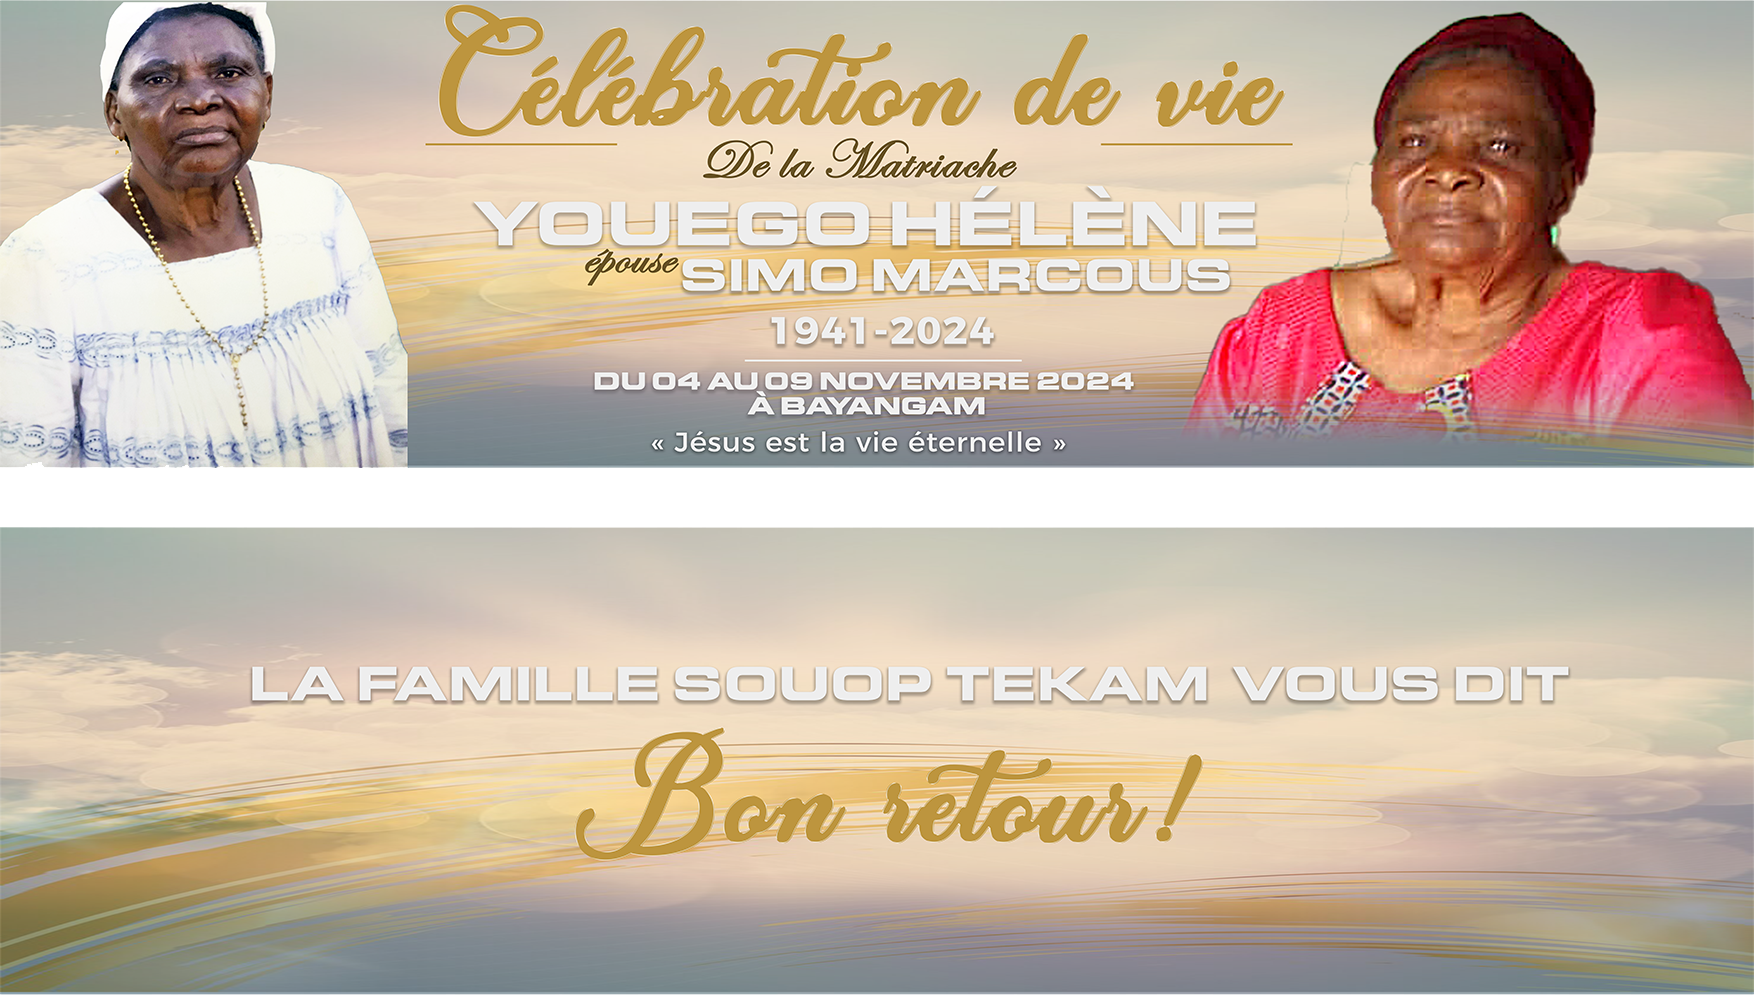 Célébration de vie
De la Matriache
YOUEGO HÉLÈNE
épouse SIMO MARCOUS
1941-2024
DU 04 AU 09 NOVEMBRE 2024
À BAYANGAM
« Jésus est la vie éternelle »
LA FAMILLE SOUOP TEKAM VOUS DIT
Bon retour !